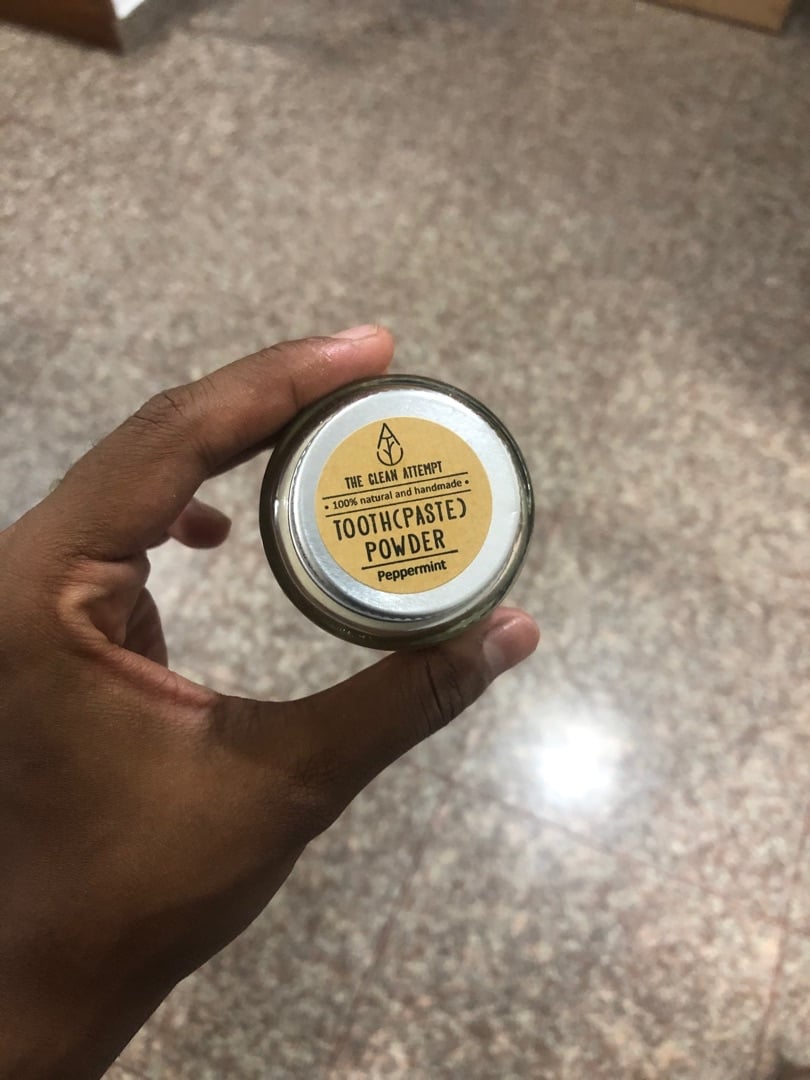 THE CLEAN ATTEMPT
• 100% natural and handmade •
TOOTH(PASTE)
POWDER
Peppermint